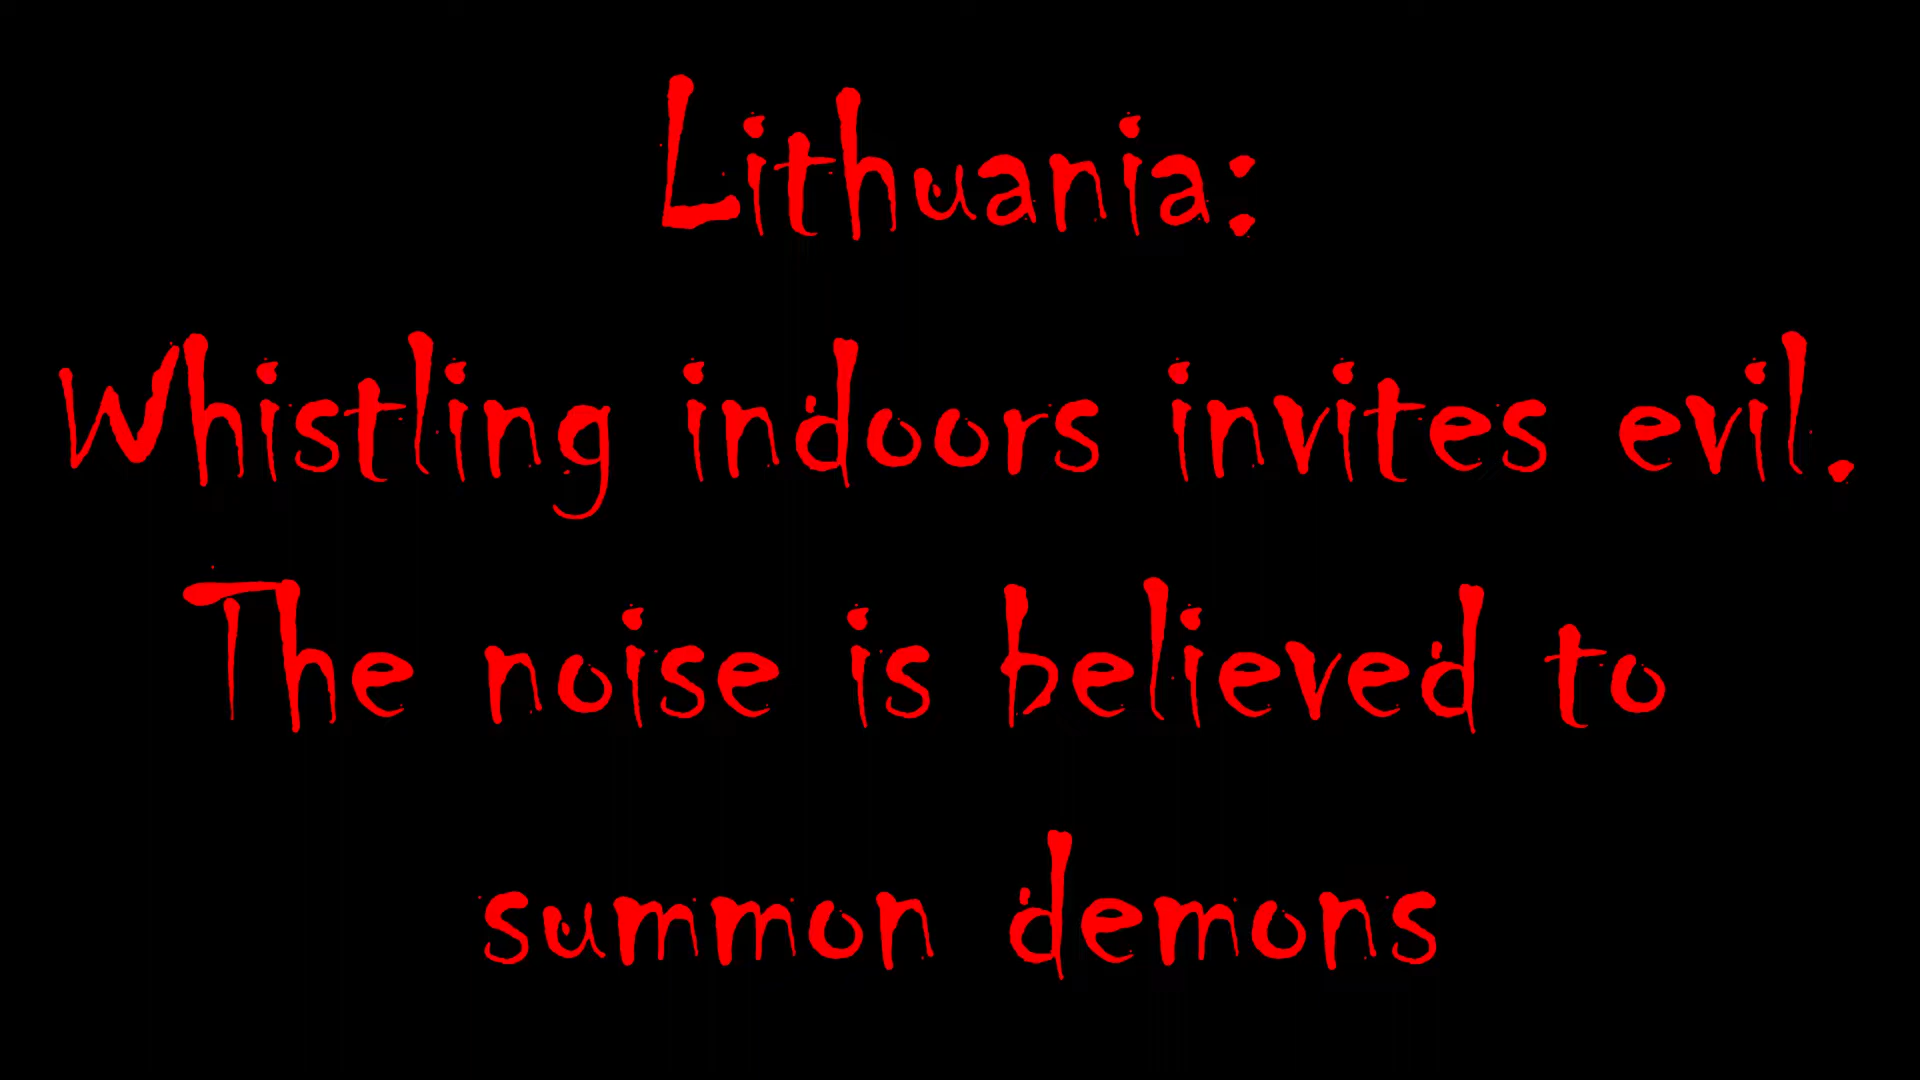 Lithuania:
Whistling indoors invites evil.
The noise is believed to
summon demons